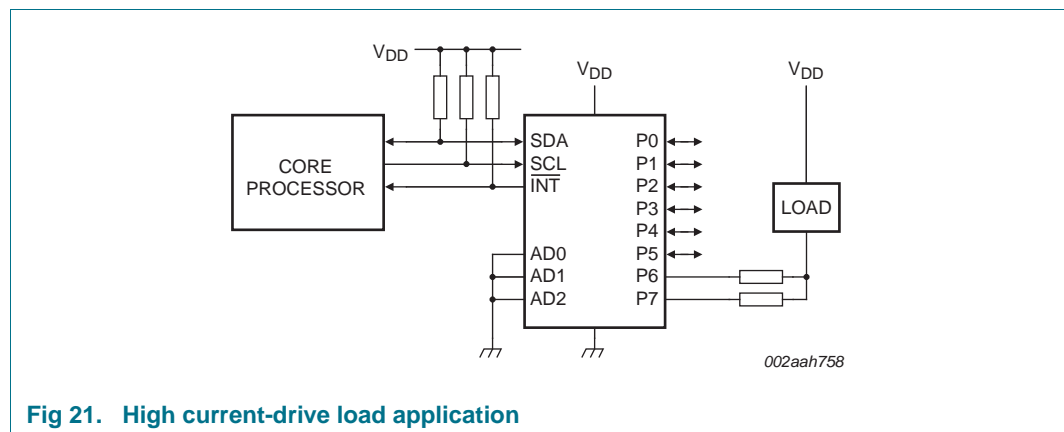 VDD
VDD
VDD
CORE
PROCESSOR
SDA
SCL
INT
AD0
AD1
AD2
P0
P1
P2
P3
P4
P5
P6
P7
LOAD
002aah758
Fig 21. High current-drive load application